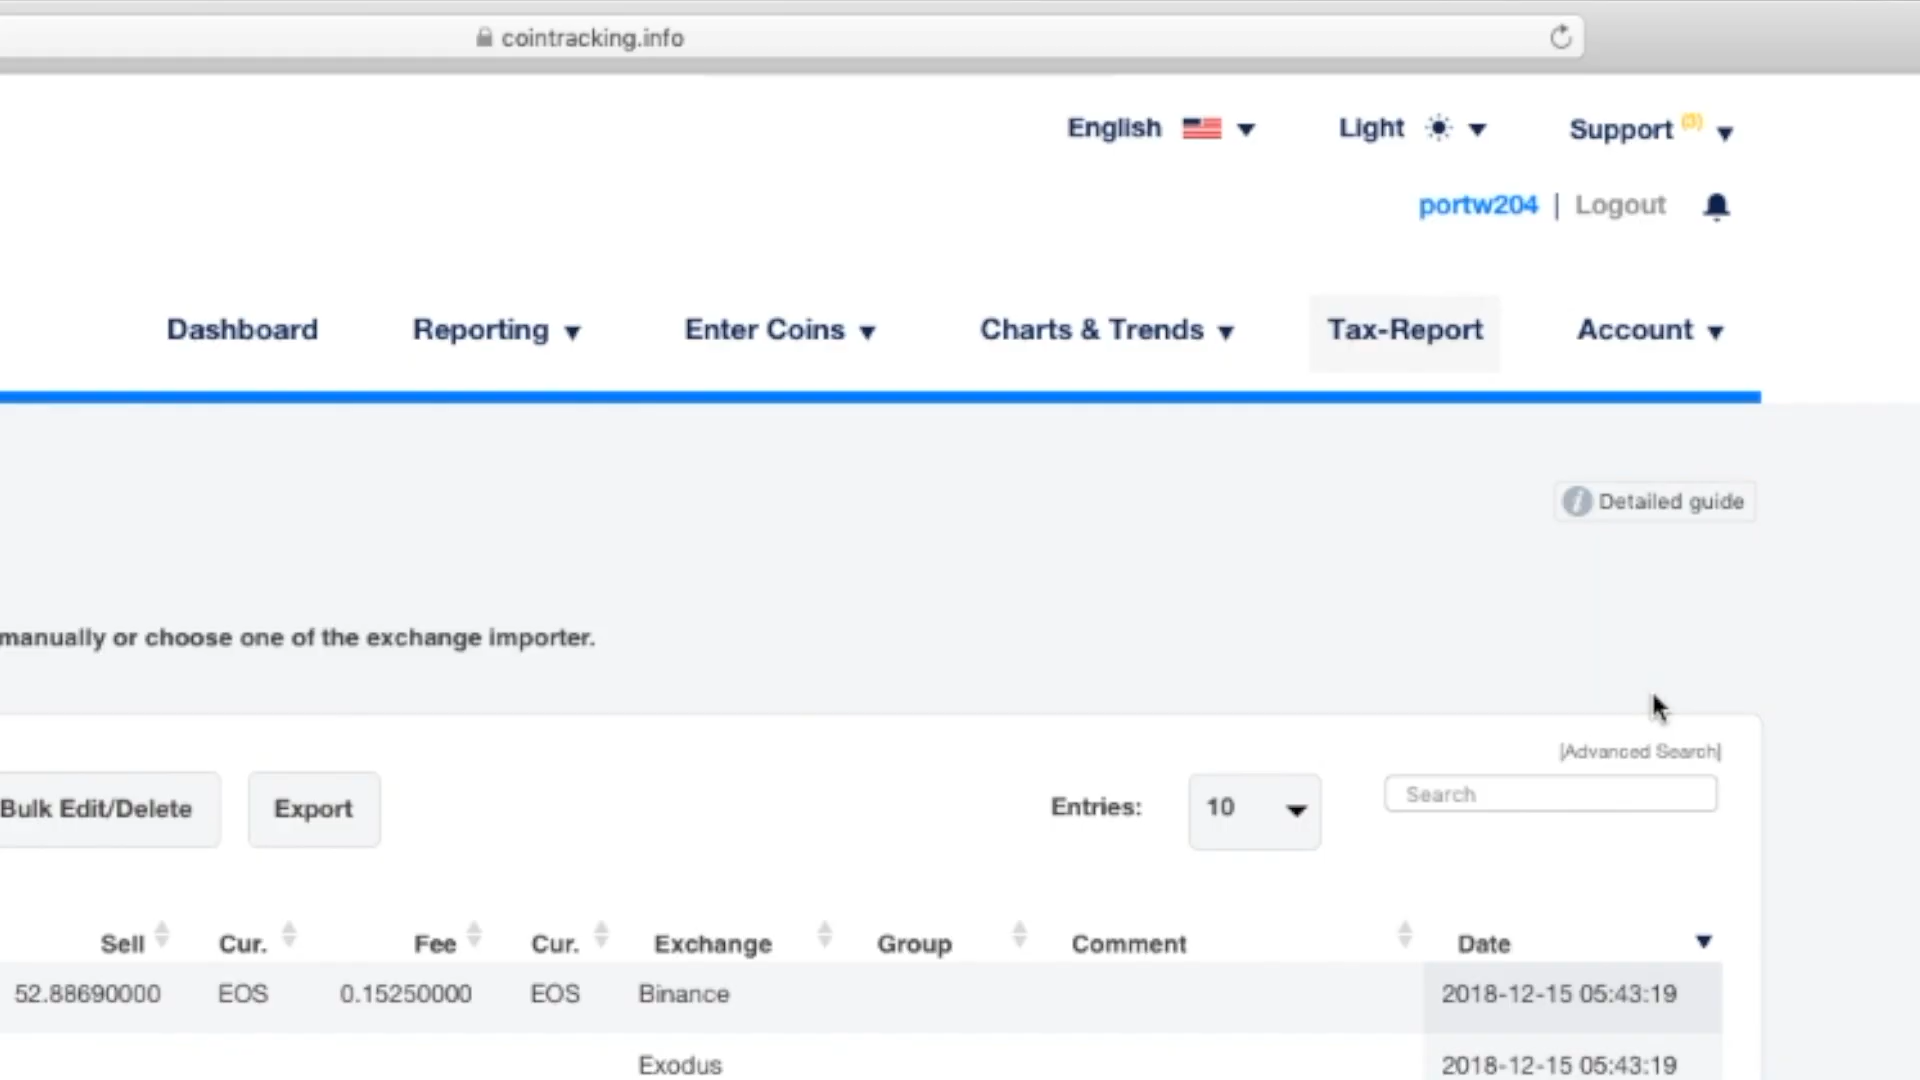 cointracking.info
English Light Support (3)
portw204 | Logout
Dashboard Reporting Enter Coins Charts & Trends Tax-Report Account
Detailed guide
manually or choose one of the exchange importer.
[Advanced Search]
Bulk Edit/Delete Export Entries: 10 Search
Sell Cur. Fee Cur. Exchange Group Comment Date
52.88690000 EOS 0.15250000 EOS Binance 2018-12-15 05:43:19
Exodus 2018-12-15 05:43:19